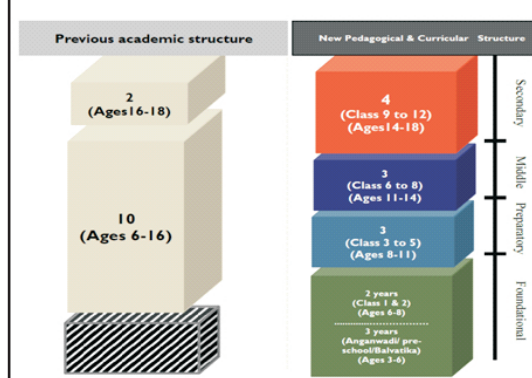 Previous academic structure
New Pedagogical & Curricular Structure
2
(Ages16-18)
10
(Ages 6-16)
4
(Class 9 to 12)
(Ages14-18)
3
(Class 6 to 8)
(Ages 11-14)
3
(Class 3 to 5)
(Ages 8-11)
2 years
(Class 1 & 2)
(Ages 6-8)
3 years
(Anganwadi/ pre-
school/Balvatika)
(Ages 3-6)
Secondary
Middle
Preparatory
Foundational